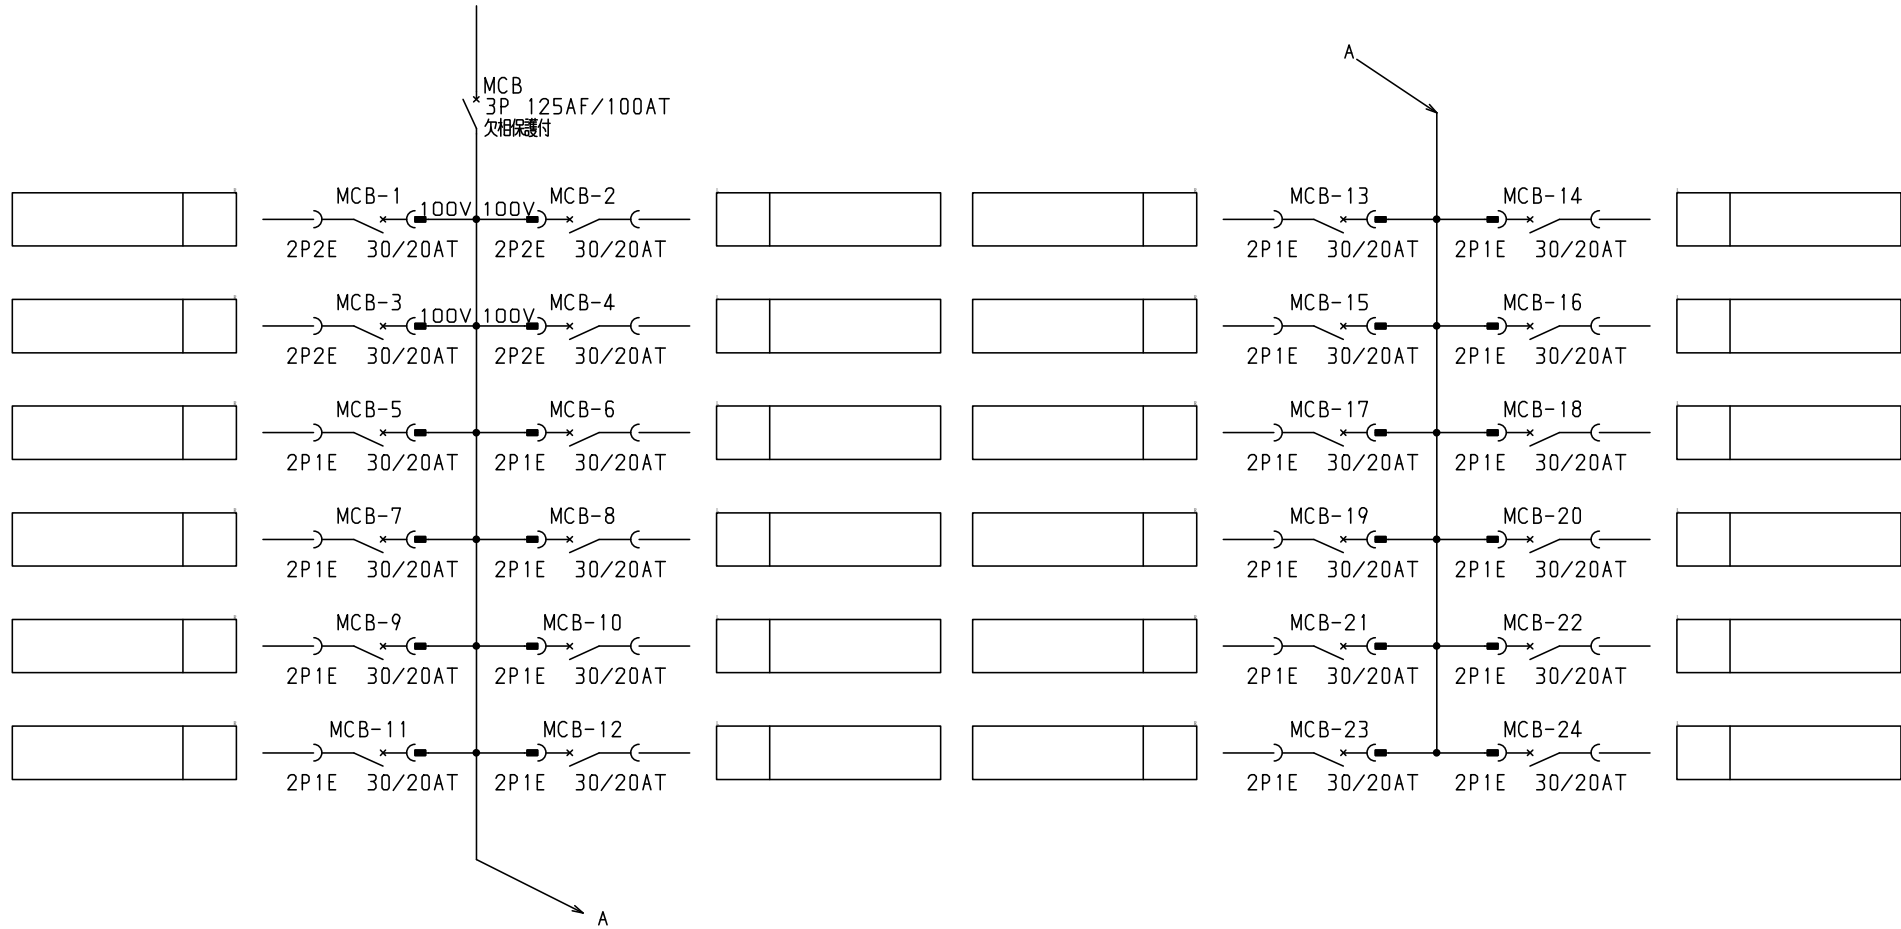 MCB
3P 125AF/100AT
欠相保護付
MCB-1 100V 100V MCB-2
2P2E 30/20AT 2P2E 30/20AT
MCB-3 100V 100V MCB-4
2P2E 30/20AT 2P2E 30/20AT
MCB-5 MCB-6
2P1E 30/20AT 2P1E 30/20AT
MCB-7 MCB-8
2P1E 30/20AT 2P1E 30/20AT
MCB-9 MCB-10
2P1E 30/20AT 2P1E 30/20AT
MCB-11 MCB-12
2P1E 30/20AT 2P1E 30/20AT
A
A
MCB-13 MCB-14
2P1E 30/20AT 2P1E 30/20AT
MCB-15 MCB-16
2P1E 30/20AT 2P1E 30/20AT
MCB-17 MCB-18
2P1E 30/20AT 2P1E 30/20AT
MCB-19 MCB-20
2P1E 30/20AT 2P1E 30/20AT
MCB-21 MCB-22
2P1E 30/20AT 2P1E 30/20AT
MCB-23 MCB-24
2P1E 30/20AT 2P1E 30/20AT